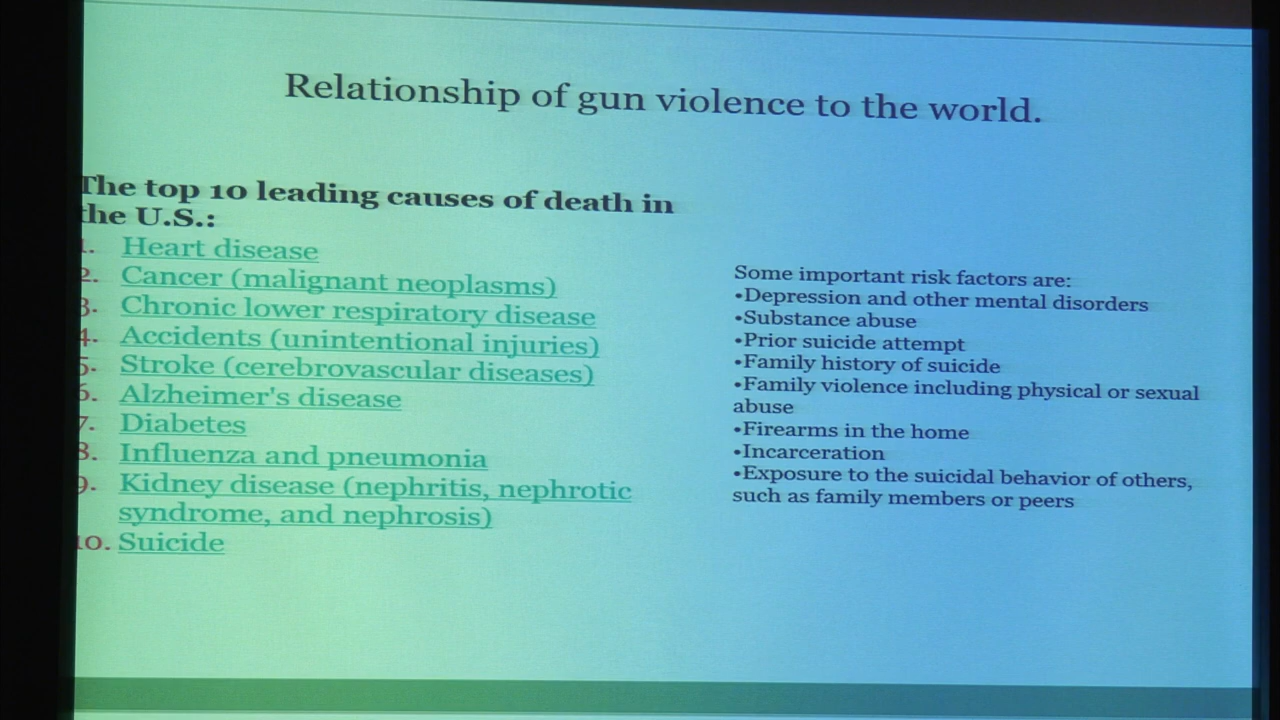 Relationship of gun violence to the world.
The top 10 leading causes of death in
the U.S.:
1. Heart disease
2. Cancer (malignant neoplasms)
3. Chronic lower respiratory disease
4. Accidents (unintentional injuries)
5. Stroke (cerebrovascular diseases)
6. Alzheimer's disease
7. Diabetes
8. Influenza and pneumonia
9. Kidney disease (nephritis, nephrotic
syndrome, and nephrosis)
10. Suicide
Some important risk factors are:
•Depression and other mental disorders
•Substance abuse
•Prior suicide attempt
•Family history of suicide
•Family violence including physical or sexual
abuse
•Firearms in the home
•Incarceration
•Exposure to the suicidal behavior of others,
such as family members or peers